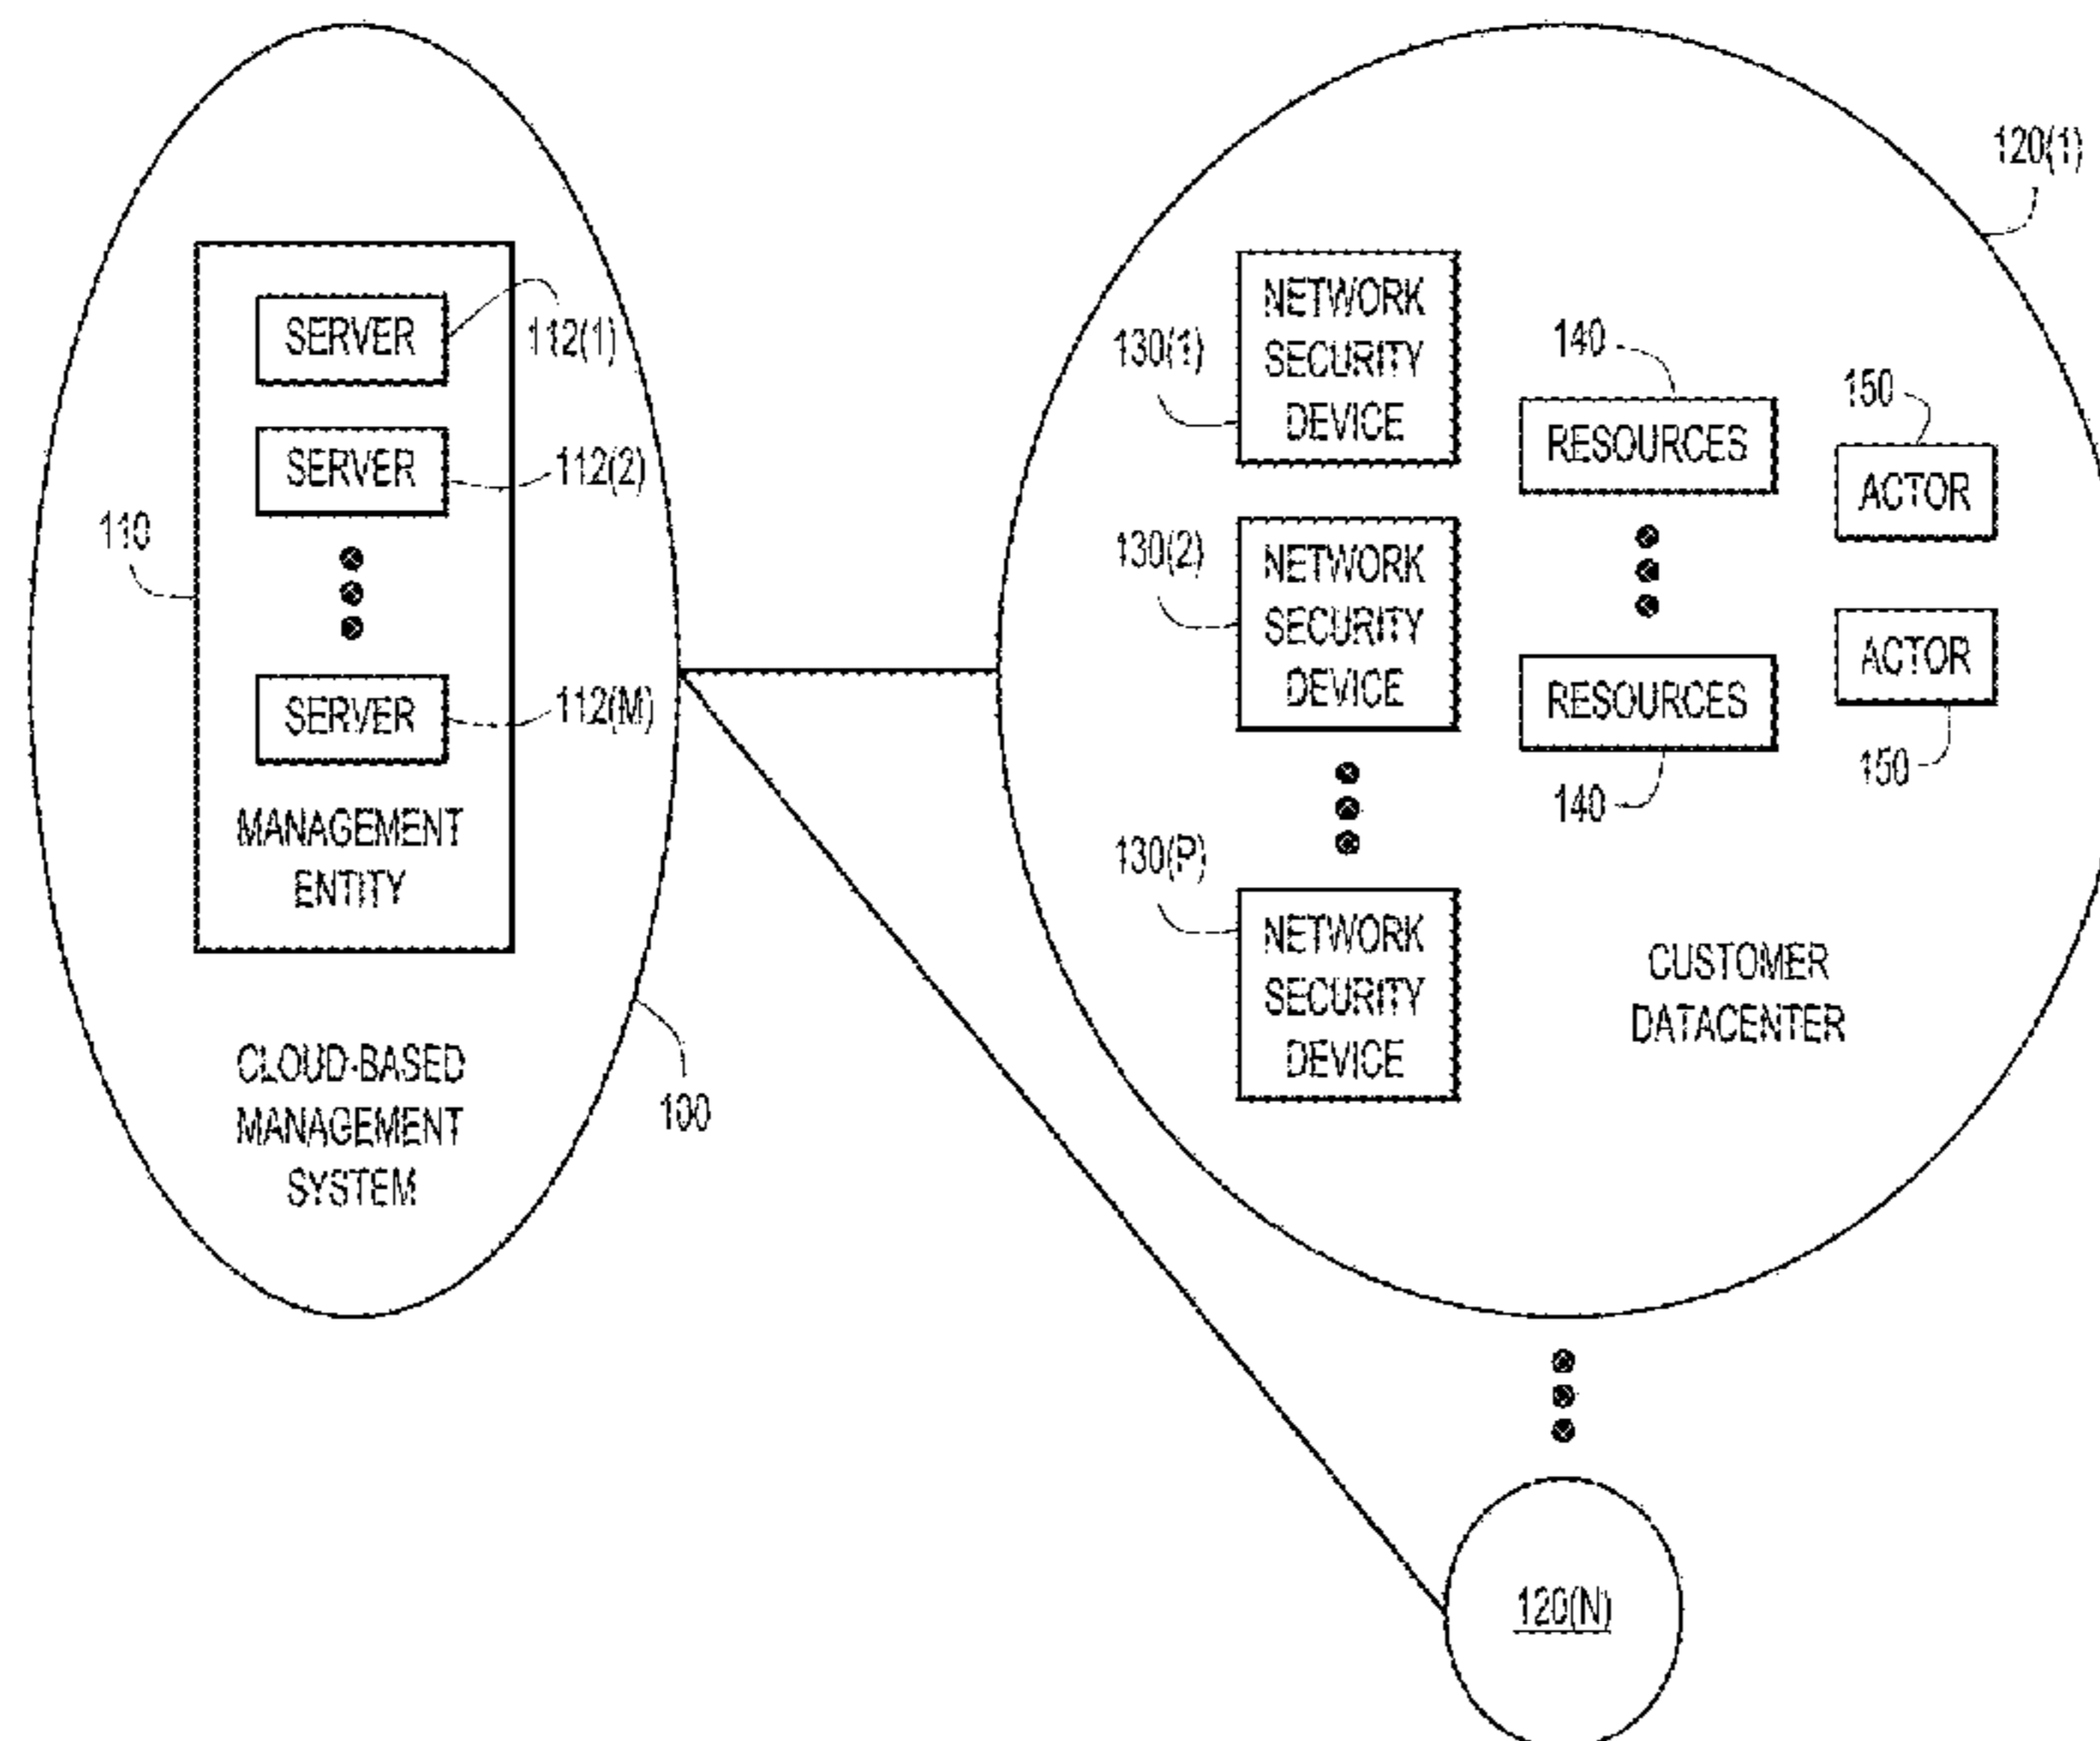 SERVER
112(1)
SERVER
112(2)
110
SERVER
112(M)
MANAGEMENT
ENTITY
CLOUD-BASED
MANAGEMENT
SYSTEM
100
120(1)
130(1)
NETWORK
SECURITY
DEVICE
130(2)
NETWORK
SECURITY
DEVICE
130(P)
NETWORK
SECURITY
DEVICE
140
RESOURCES
RESOURCES
140
150
ACTOR
ACTOR
150
CUSTOMER
DATACENTER
120(N)